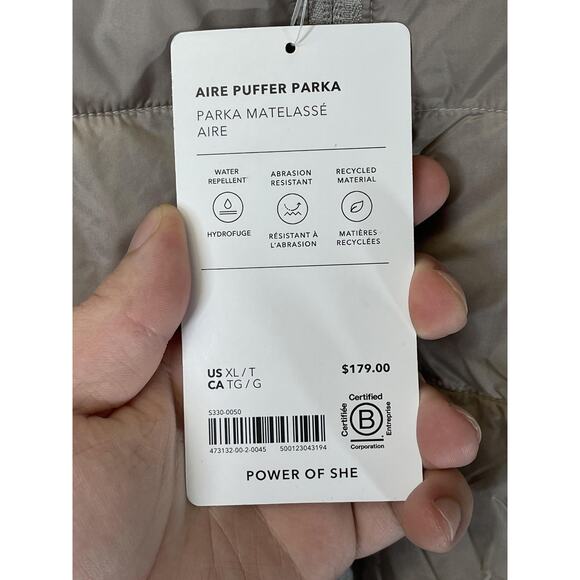 AIRE PUFFER PARKA
PARKA MATELASSÉ
AIRE
WATER
REPELLENT
HYDROFUGE
ABRASION
RESISTANT
RÉSISTANT À
L'ABRASION
RECYCLED
MATERIAL
MATIÈRES
RECYCLÉES
US XL / T
CA TG / G
$179.00
S330-0050
473132-00-2-0045 500123043194
Certified
Certifiée
B
Entreprise
Corporation
POWER OF SHE